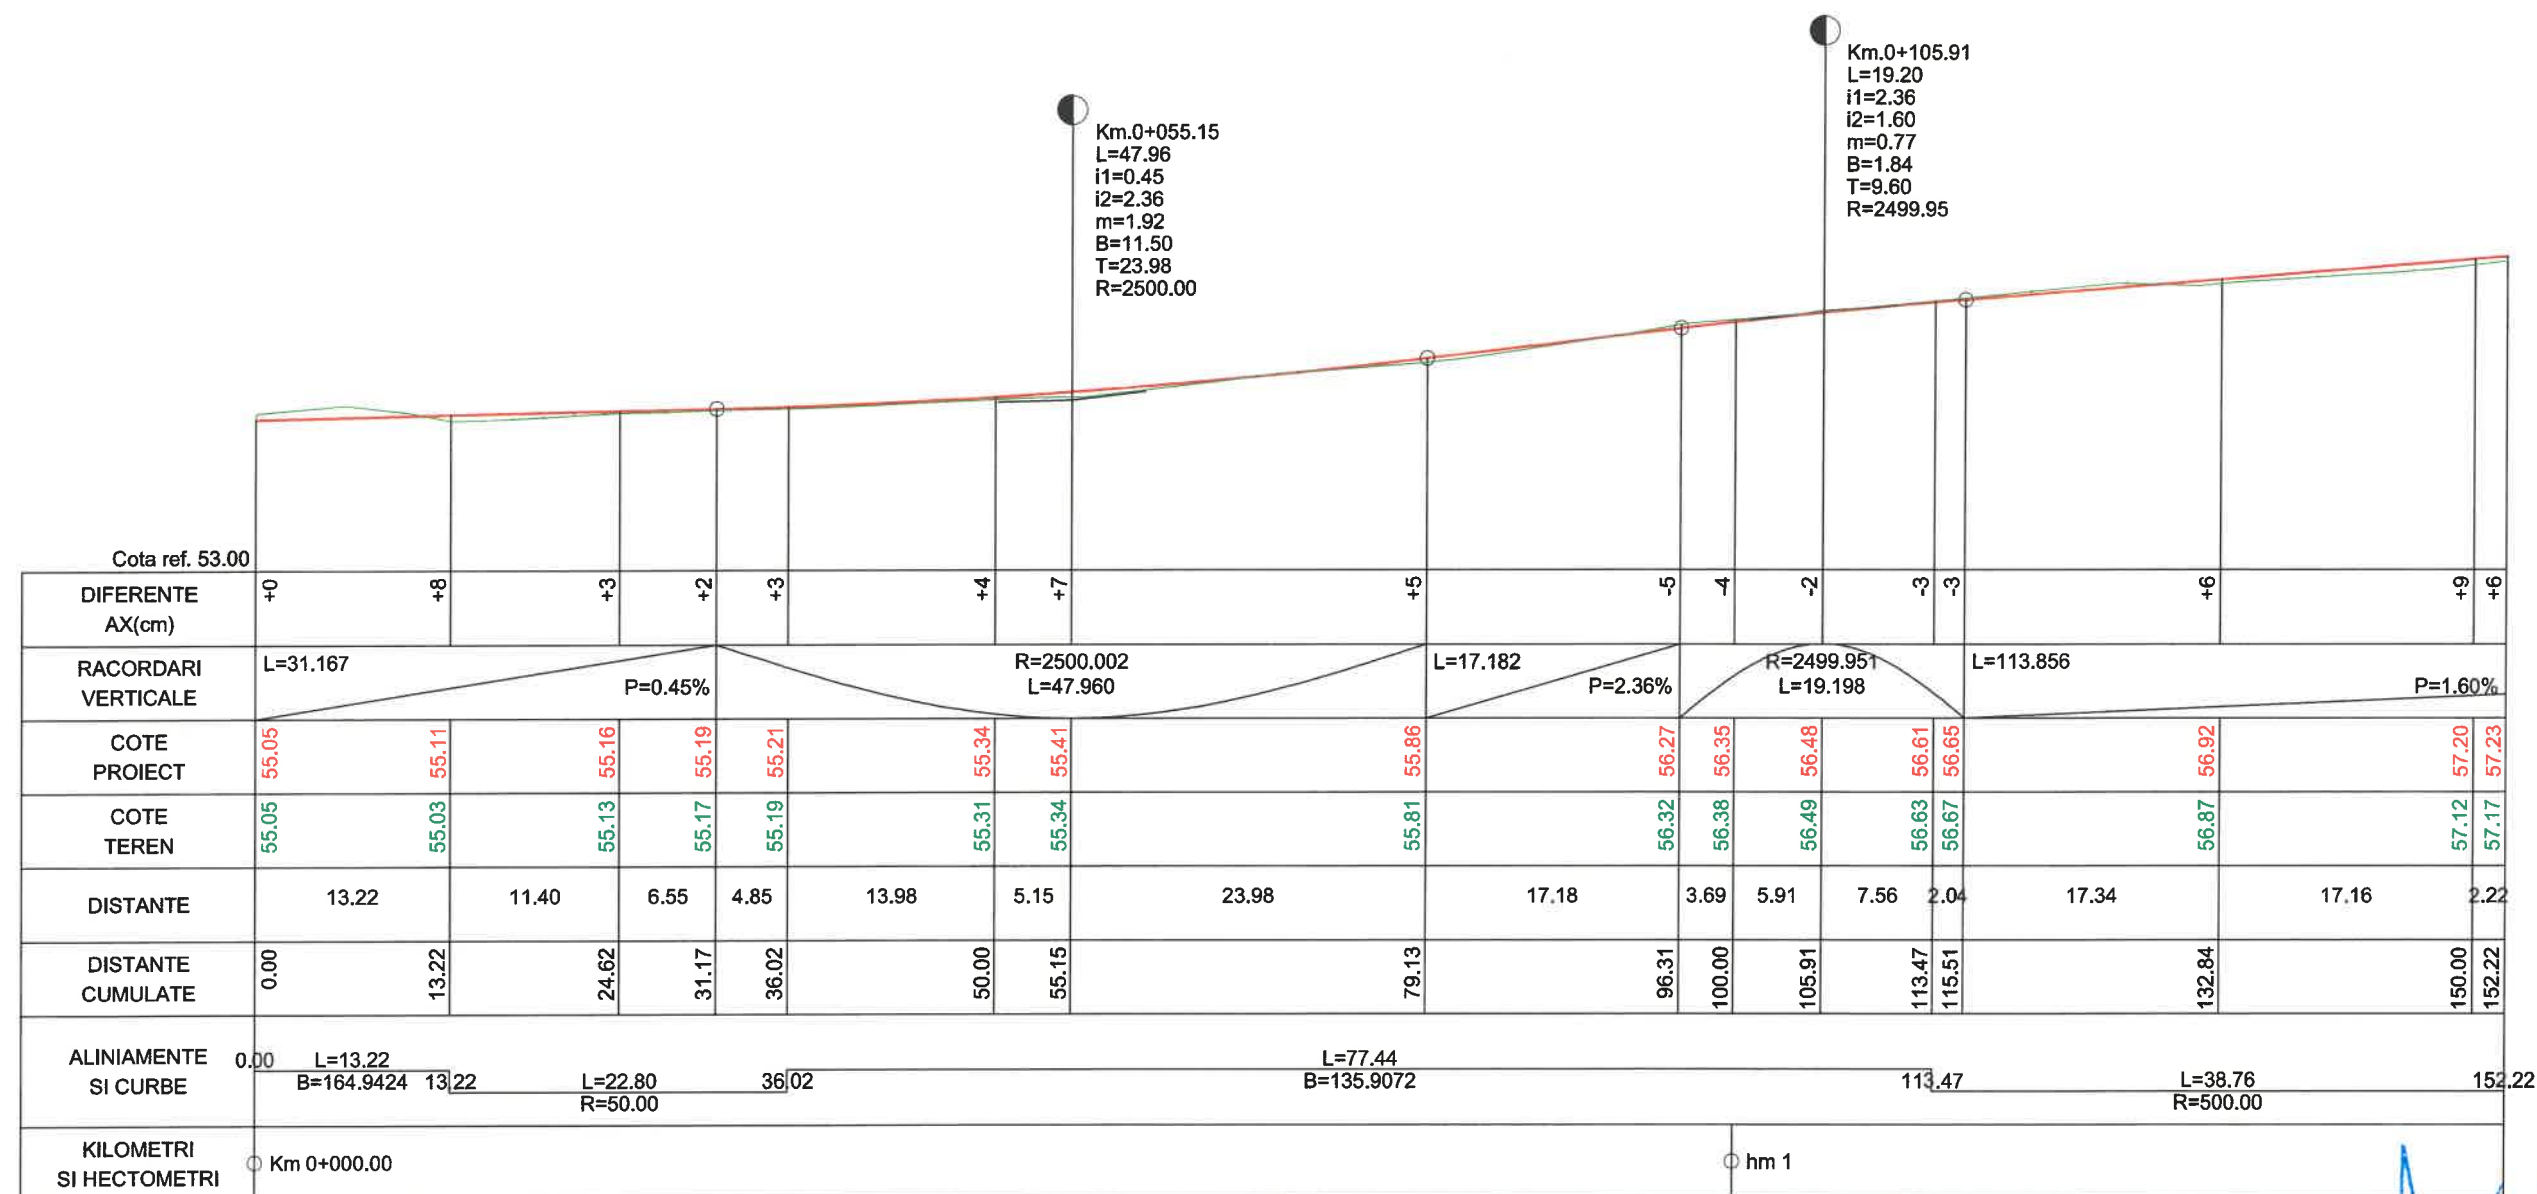 Km.0+105.91
L=19.20
i1=2.36
i2=1.60
m=0.77
B=1.84
T=9.60
R=2499.95
Km.0+055.15
L=47.96
i1=0.45
i2=2.36
m=1.92
B=11.50
T=23.98
R=2500.00
Cota ref. 53.00
DIFERENTE
AX(cm)
+0 +8 +3 +2 +3 +4 +7 +5 -5 -4 -2 -3 -3 +6 +9 +6
RACORDARI
VERTICALE
L=31.167
P=0.45%
R=2500.002
L=47.960
L=17.182
P=2.36%
R=2499.951
L=19.198
L=113.856
P=1.60%
COTE
PROIECT
55.05 55.11 55.16 55.19 55.21 55.34 55.41 55.86 56.27 56.35 56.48 56.61 56.65 56.92 57.20 57.23
COTE
TEREN
55.05 55.03 55.13 55.17 55.19 55.31 55.34 55.81 56.32 56.38 56.49 56.63 56.67 56.87 57.12 57.17
DISTANTE
13.22 11.40 6.55 4.85 13.98 5.15 23.98 17.18 3.69 5.91 7.56 2.04 17.34 17.16 2.22
DISTANTE
CUMULATE
0.00 13.22 24.62 31.17 36.02 50.00 55.15 79.13 96.31 100.00 105.91 113.47 115.51 132.84 150.00 152.22
ALINIAMENTE
SI CURBE
0.00 L=13.22
B=164.9424 13.22
L=22.80 36.02
R=50.00
L=77.44
B=135.9072
113.47 L=38.76 152.22
R=500.00
KILOMETRI
SI HECTOMETRI
Km 0+000.00
hm 1